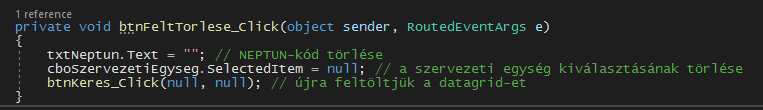 1 reference
private void btnFeltTorlese_Click(object sender, RoutedEventArgs e)
{
txtNeptun.Text = ""; // NEPTUN-kód törlése
cboSzervezetiEgyseg.SelectedItem = null; // a szervezeti egység kiválasztásának törlése
btnKeres_Click(null, null); // újra feltöltjük a datagrid-et
}